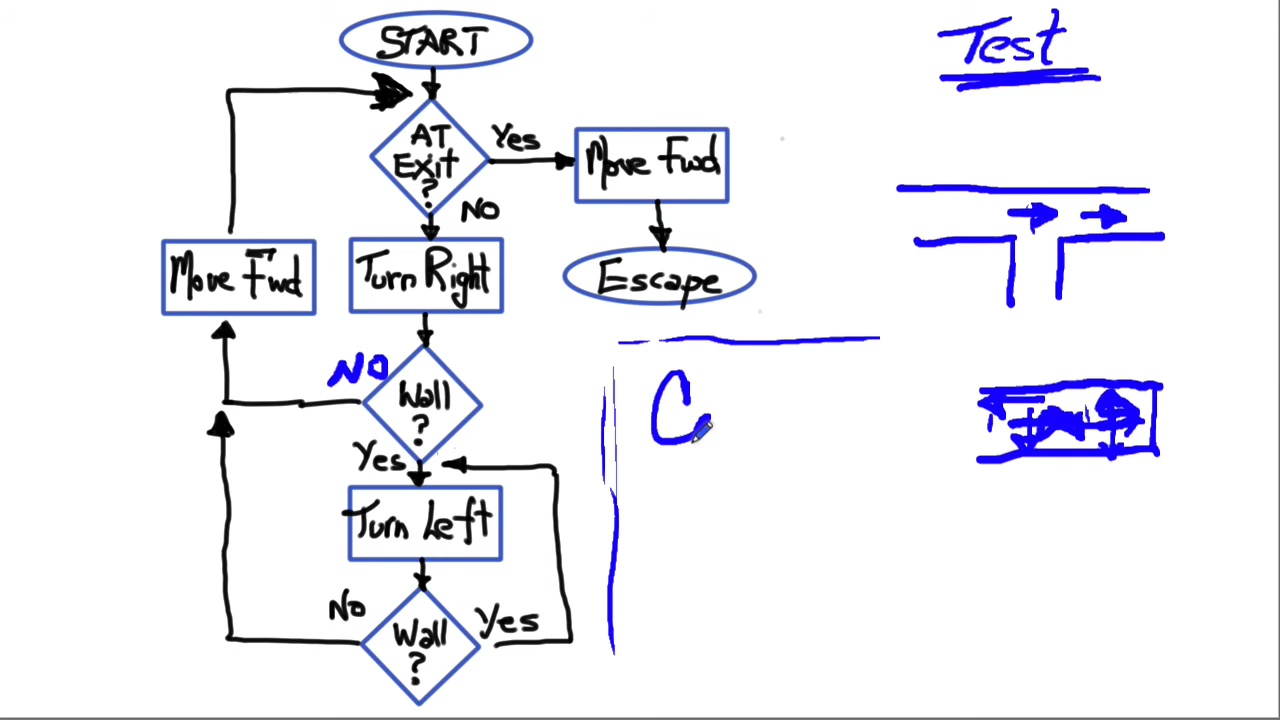 START
Test
AT
Exit
?
Yes
Move Fwd
NO
Move Fwd
Turn Right
Escape
NO
Wall
?
C
Yes
Turn Left
No
Wall
?
Yes